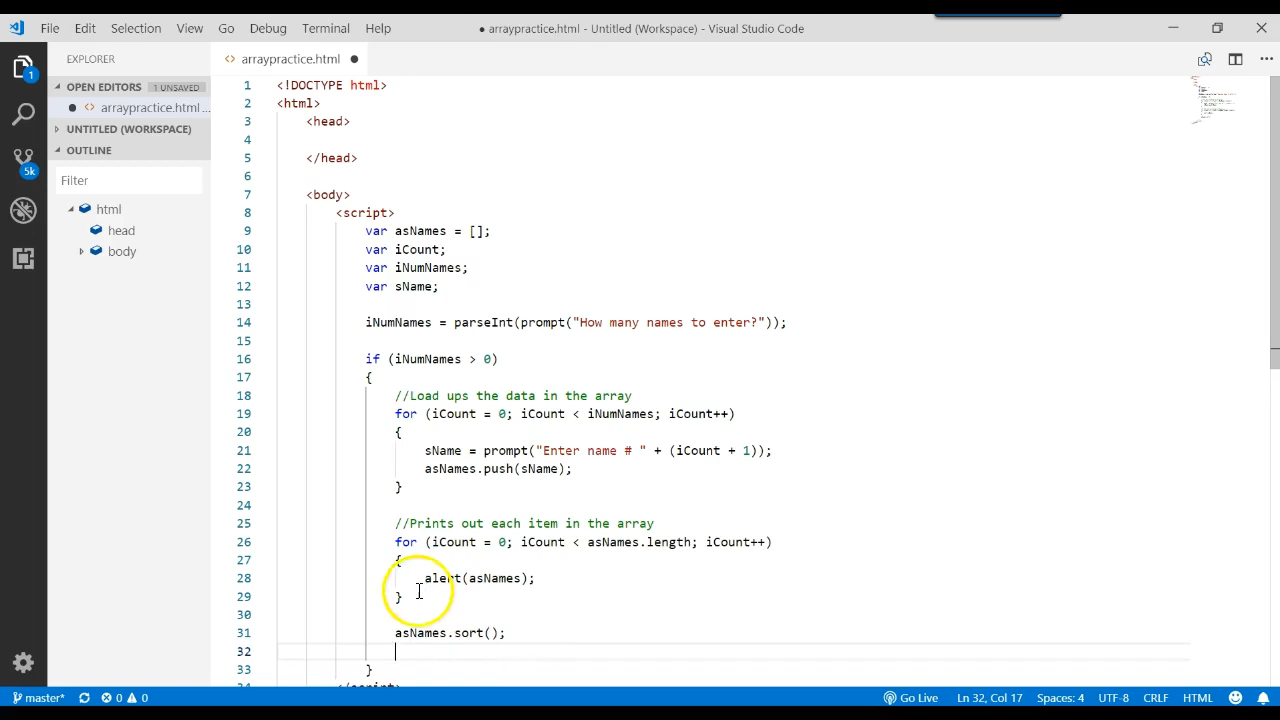 File Edit Selection View Go Debug Terminal Help
● arraypractice.html - Untitled (Workspace) - Visual Studio Code
EXPLORER
arraypractice.html ●
1
OPEN EDITORS 1 UNSAVED
● arraypractice.html ...
UNTITLED (WORKSPACE)
OUTLINE
5k
Filter
html
head
body
1 <!DOCTYPE html>
2 <html>
3 <head>
4
5 </head>
6
7 <body>
8 <script>
9 var asNames = [];
10 var iCount;
11 var iNumNames;
12 var sName;
13
14 iNumNames = parseInt(prompt("How many names to enter?"));
15
16 if (iNumNames > 0)
17 {
18 //Load ups the data in the array
19 for (iCount = 0; iCount < iNumNames; iCount++)
20 {
21 sName = prompt("Enter name # " + (iCount + 1));
22 asNames.push(sName);
23 }
24
25 //Prints out each item in the array
26 for (iCount = 0; iCount < asNames.length; iCount++)
27 {
28 alert(asNames);
29 }
30
31 asNames.sort();
32
33 }
34 </script>
master* 0 0
Go Live Ln 32, Col 17 Spaces: 4 UTF-8 CRLF HTML